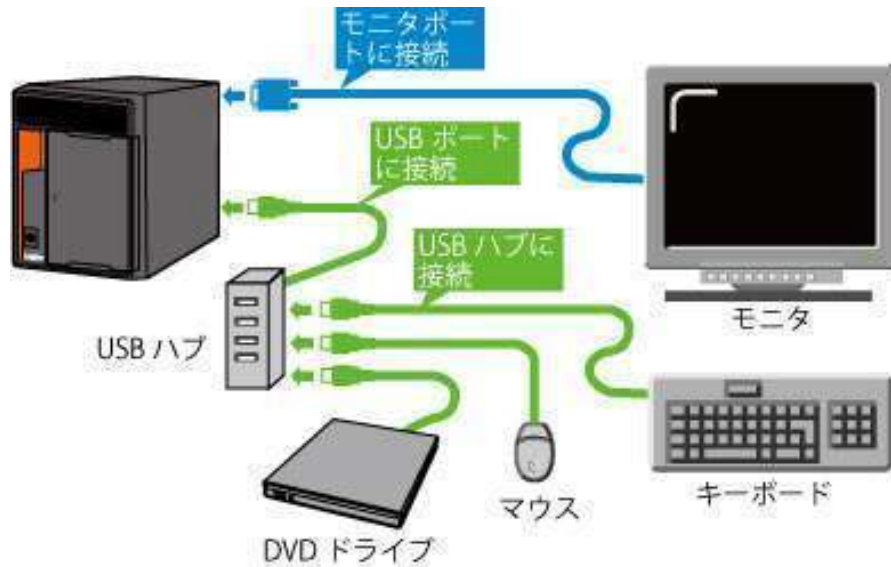 モニタポー
トに接続
USB ポート
に接続
USB ハブに
接続
モニタ
USB ハブ
キーボード
マウス
DVD ドライブ